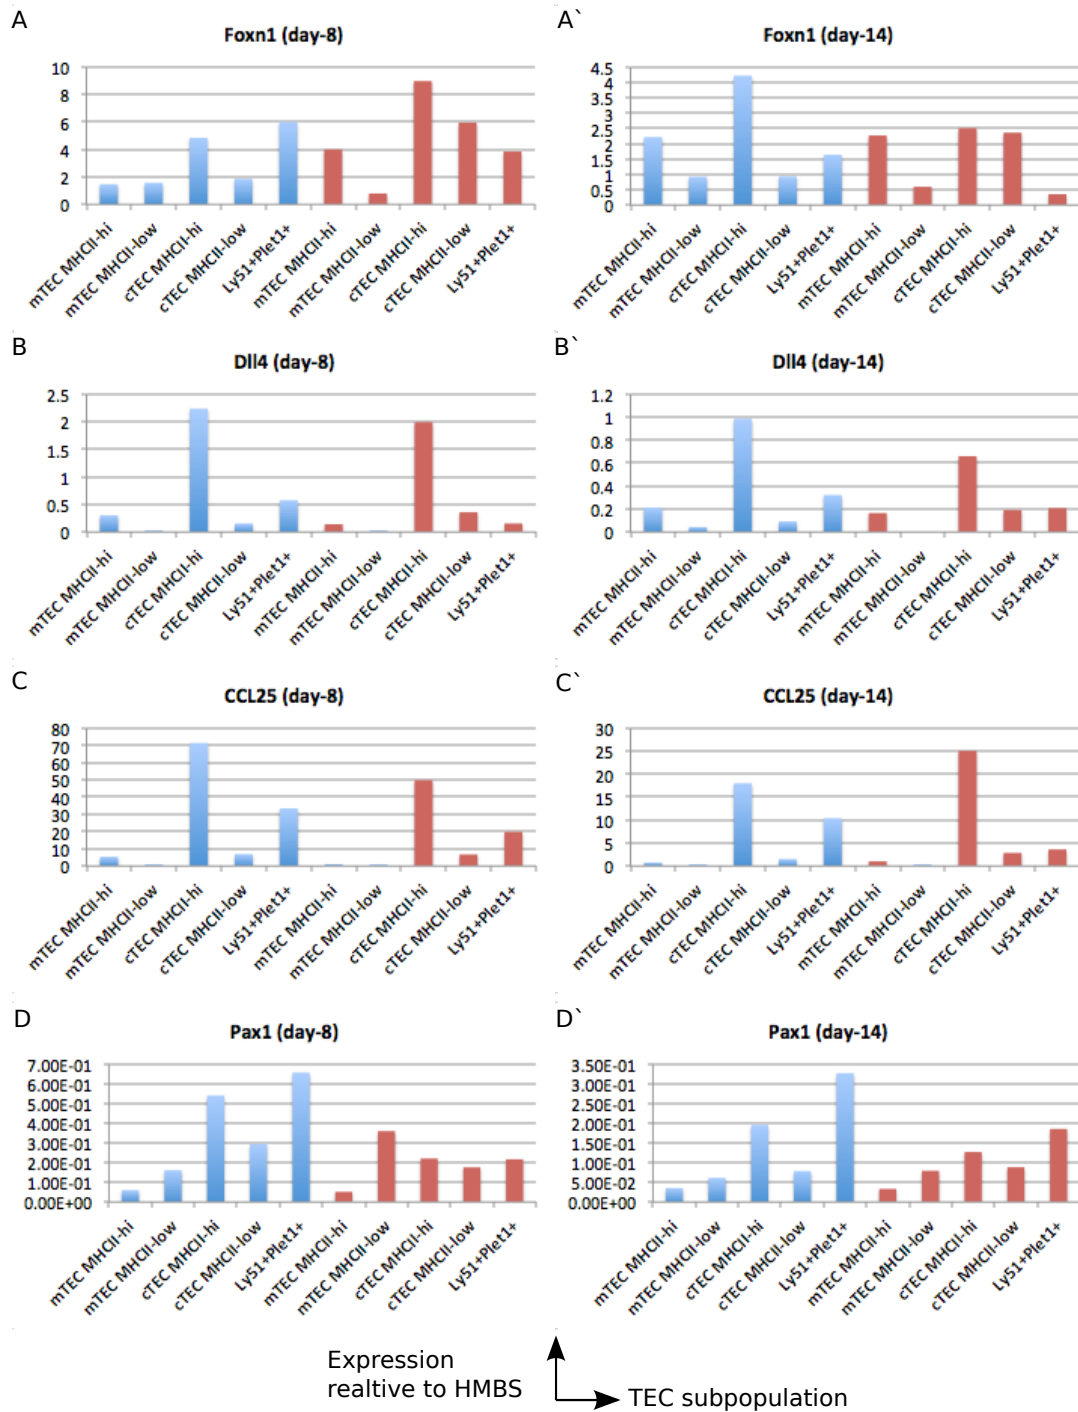 A
Foxn1 (day-8)
10
8
6
4
2
0
mTEC MHCII-hi
mTEC MHCII-low
cTEC MHCII-hi
cTEC MHCII-low
Ly51+Plet1+
mTEC MHCII-hi
mTEC MHCII-low
cTEC MHCII-hi
cTEC MHCII-low
Ly51+Plet1+
A`
Foxn1 (day-14)
4.5
4
3.5
3
2.5
2
1.5
1
0.5
0
mTEC MHCII-hi
mTEC MHCII-low
cTEC MHCII-hi
cTEC MHCII-low
Ly51+Plet1+
mTEC MHCII-hi
mTEC MHCII-low
cTEC MHCII-hi
cTEC MHCII-low
Ly51+Plet1+
B
Dll4 (day-8)
2.5
2
1.5
1
0.5
0
mTEC MHCII-hi
mTEC MHCII-low
cTEC MHCII-hi
cTEC MHCII-low
Ly51+Plet1+
mTEC MHCII-hi
mTEC MHCII-low
cTEC MHCII-hi
cTEC MHCII-low
Ly51+Plet1+
B`
Dll4 (day-14)
1.2
1
0.8
0.6
0.4
0.2
0
mTEC MHCII-hi
mTEC MHCII-low
cTEC MHCII-hi
cTEC MHCII-low
Ly51+Plet1+
mTEC MHCII-hi
mTEC MHCII-low
cTEC MHCII-hi
cTEC MHCII-low
Ly51+Plet1+
C
CCL25 (day-8)
80
70
60
50
40
30
20
10
0
mTEC MHCII-hi
mTEC MHCII-low
cTEC MHCII-hi
cTEC MHCII-low
Ly51+Plet1+
mTEC MHCII-hi
mTEC MHCII-low
cTEC MHCII-hi
cTEC MHCII-low
Ly51+Plet1+
C`
CCL25 (day-14)
30
25
20
15
10
5
0
mTEC MHCII-hi
mTEC MHCII-low
cTEC MHCII-hi
cTEC MHCII-low
Ly51+Plet1+
mTEC MHCII-hi
mTEC MHCII-low
cTEC MHCII-hi
cTEC MHCII-low
Ly51+Plet1+
D
Pax1 (day-8)
7.00E-01
6.00E-01
5.00E-01
4.00E-01
3.00E-01
2.00E-01
1.00E-01
0.00E+00
mTEC MHCII-hi
mTEC MHCII-low
cTEC MHCII-hi
cTEC MHCII-low
Ly51+Plet1+
mTEC MHCII-hi
mTEC MHCII-low
cTEC MHCII-hi
cTEC MHCII-low
Ly51+Plet1+
D`
Pax1 (day-14)
3.50E-01
3.00E-01
2.50E-01
2.00E-01
1.50E-01
1.00E-01
5.00E-02
0.00E+00
mTEC MHCII-hi
mTEC MHCII-low
cTEC MHCII-hi
cTEC MHCII-low
Ly51+Plet1+
mTEC MHCII-hi
mTEC MHCII-low
cTEC MHCII-hi
cTEC MHCII-low
Ly51+Plet1+
Expression
realtive to HMBS
TEC subpopulation